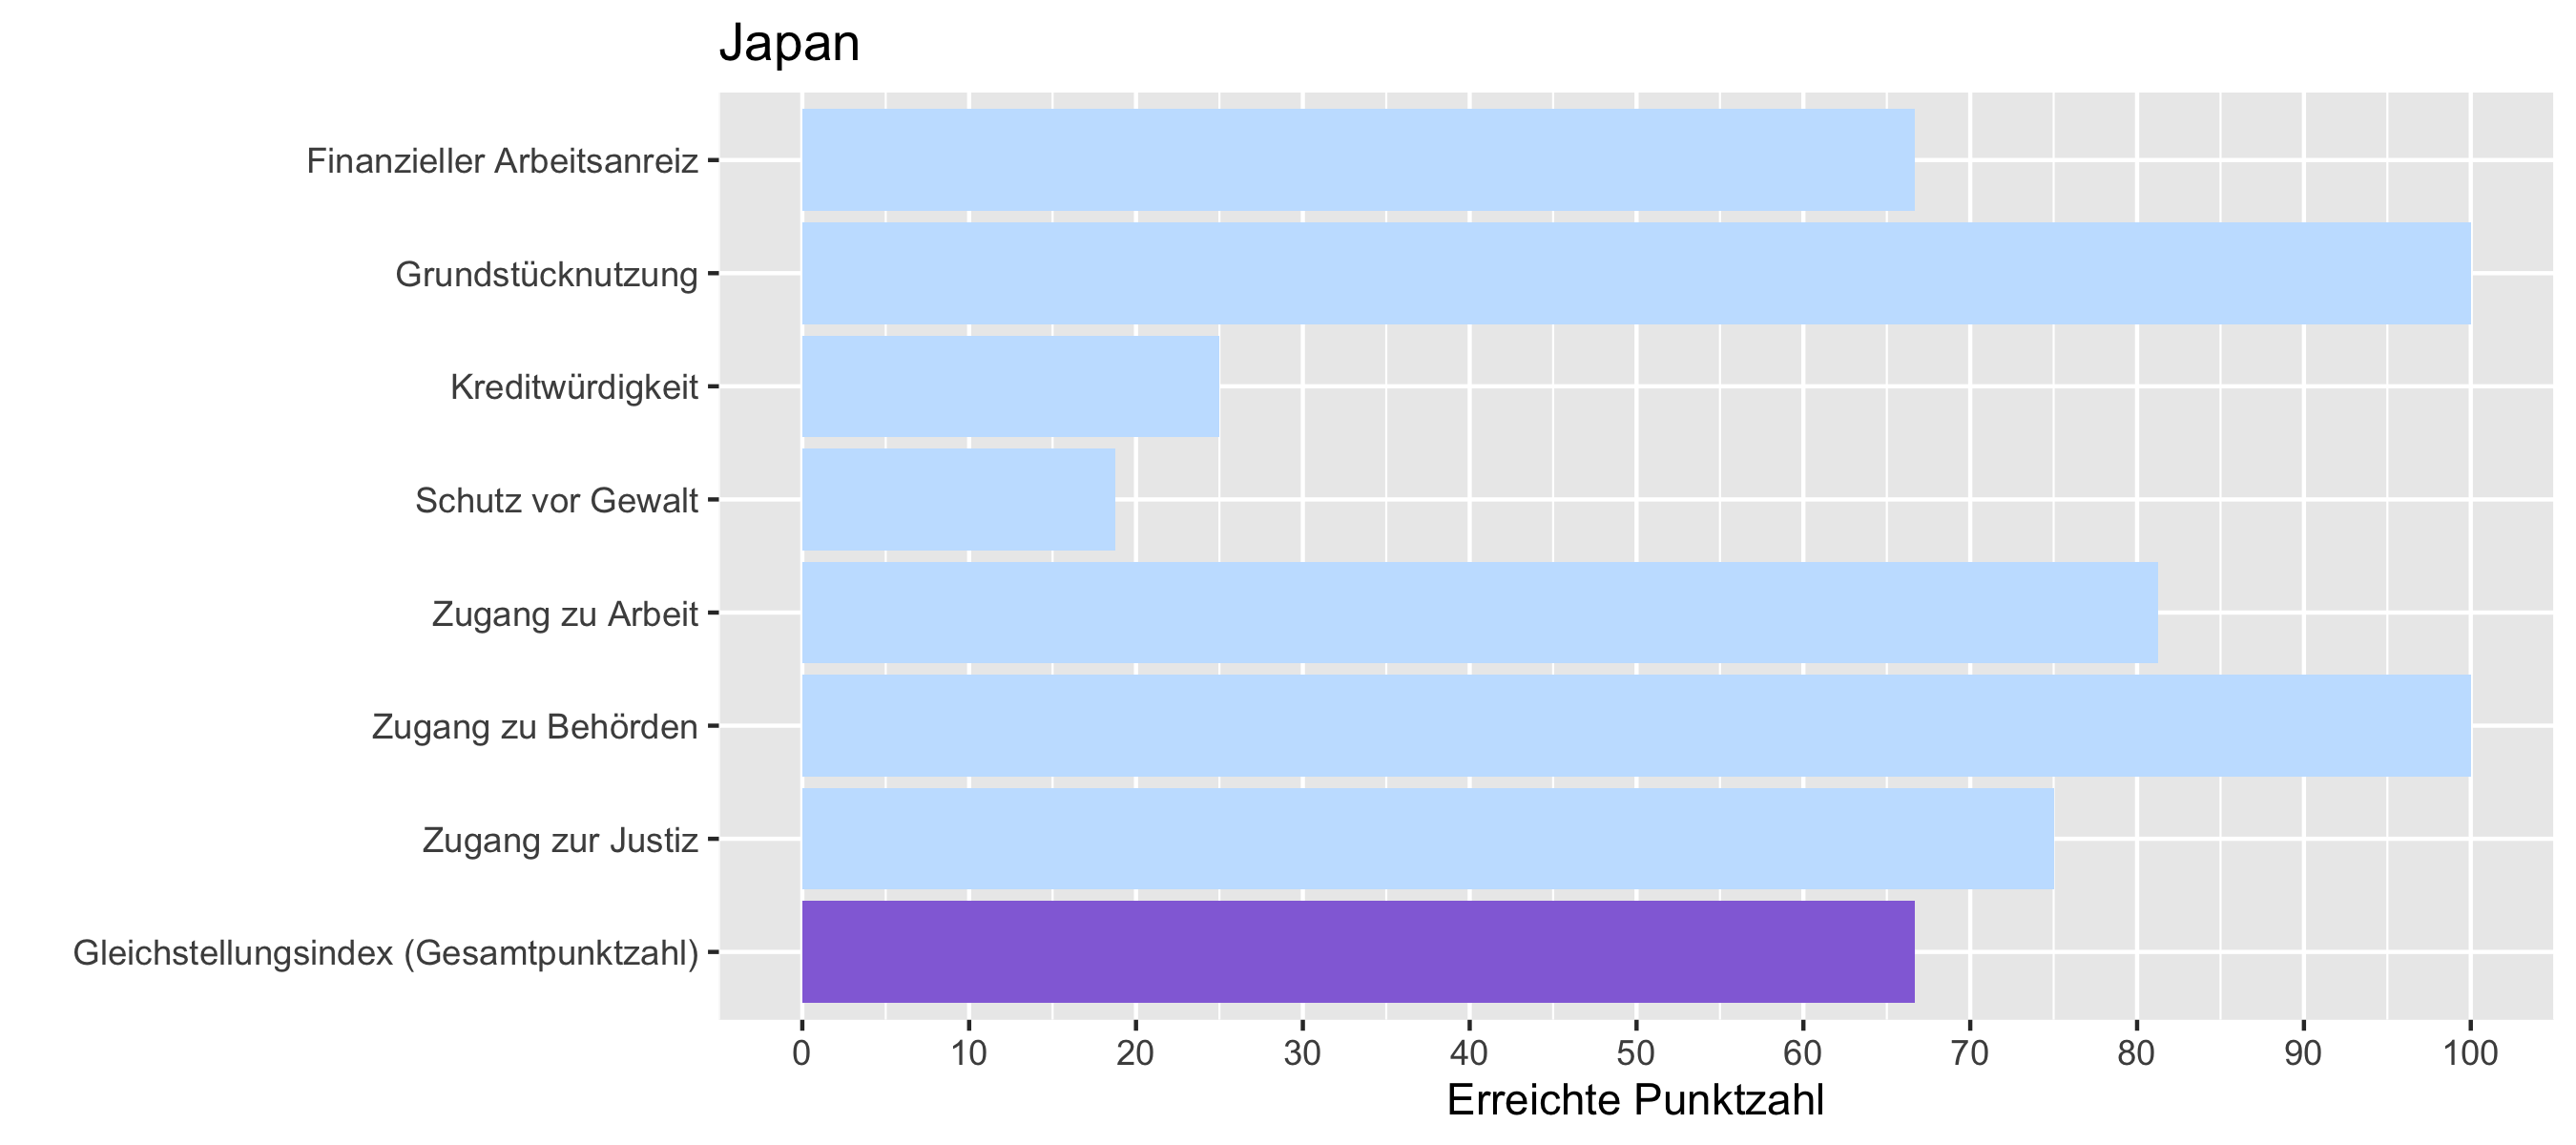 Japan
Finanzieller Arbeitsanreiz
Grundstücknutzung
Kreditwürdigkeit
Schutz vor Gewalt
Zugang zu Arbeit
Zugang zu Behörden
Zugang zur Justiz
Gleichstellungsindex (Gesamtpunktzahl)
0 10 20 30 40 50 60 70 80 90 100
Erreichte Punktzahl